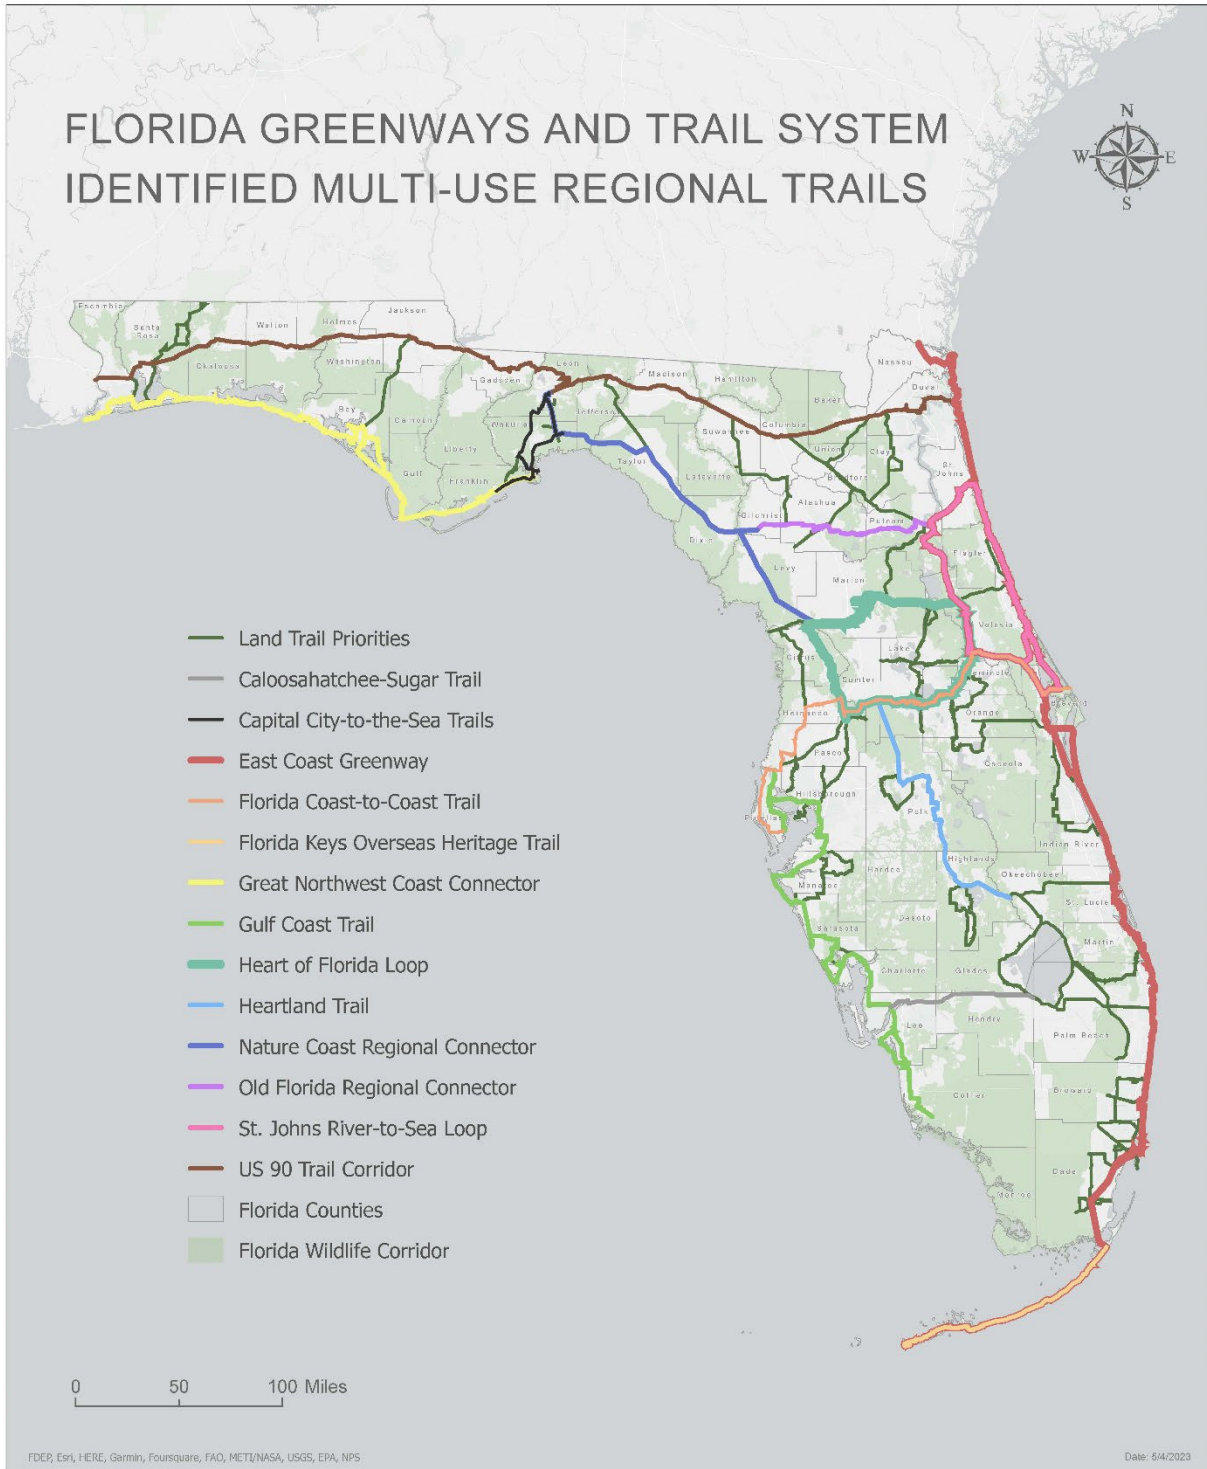 FLORIDA GREENWAYS AND TRAIL SYSTEM
IDENTIFIED MULTI-USE REGIONAL TRAILS
N
W
E
S
Escambia
Santa
Rosa
Okaloosa
Walton
Holmes
Jackson
Washington
Bay
Calhoun
Gulf
Liberty
Franklin
Gadsden
Leon
Wakulla
Jefferson
Madison
Taylor
Hamilton
Suwannee
Lafayette
Dixie
Columbia
Baker
Union
Bradford
Nassau
Duval
Clay
St.
Johns
Alachua
Gilchrist
Putnam
Levy
Marion
Flagler
Volusia
Citrus
Sumter
Lake
Seminole
Hernando
Orange
Brevard
Pasco
Osceola
Pinellas
Hillsborough
Polk
Indian River
Manatee
Hardee
Highlands
Okeechobee
St. Lucie
Sarasota
Desoto
Martin
Charlotte
Glades
Lee
Hendry
Palm Beach
Collier
Broward
Monroe
Dade
Land Trail Priorities
Caloosahatchee-Sugar Trail
Capital City-to-the-Sea Trails
East Coast Greenway
Florida Coast-to-Coast Trail
Florida Keys Overseas Heritage Trail
Great Northwest Coast Connector
Gulf Coast Trail
Heart of Florida Loop
Heartland Trail
Nature Coast Regional Connector
Old Florida Regional Connector
St. Johns River-to-Sea Loop
US 90 Trail Corridor
Florida Counties
Florida Wildlife Corridor
0 50 100 Miles
FDEP, Esri, HERE, Garmin, Foursquare, FAO, METI/NASA, USGS, EPA, NPS
Date: 5/4/2023